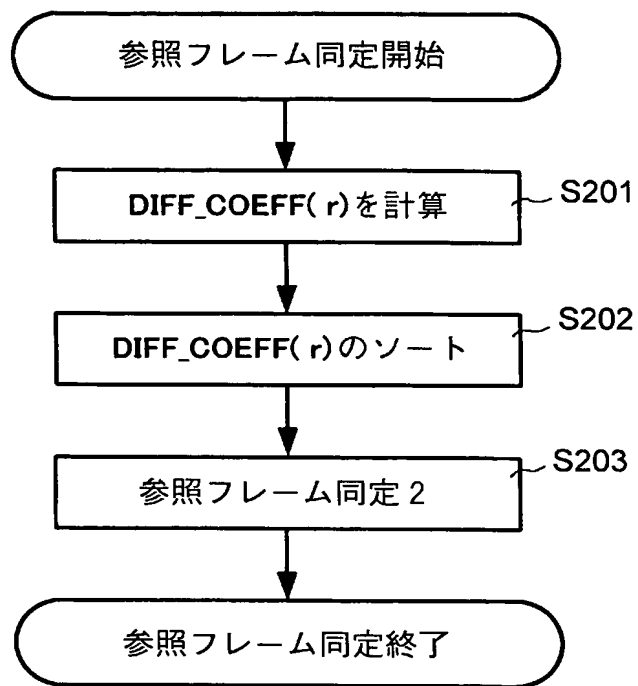 参照フレーム同定開始
DIFF_COEFF( r)を計算
S201
DIFF_COEFF( r)のソート
S202
参照フレーム同定2
S203
参照フレーム同定終了